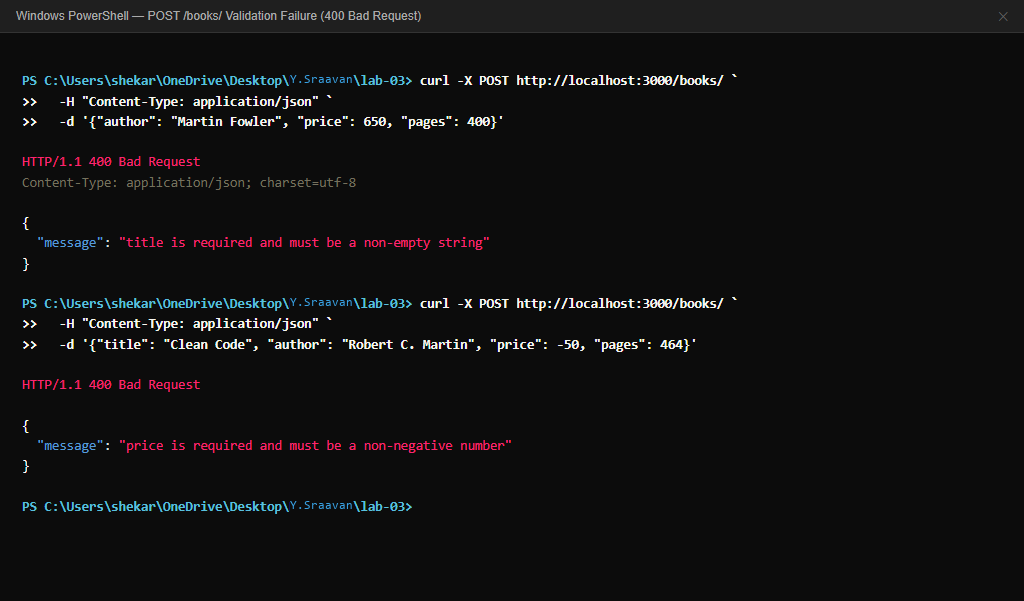 Windows PowerShell — POST /books/ Validation Failure (400 Bad Request)
PS C:\Users\shekar\OneDrive\Desktop\Y.Sraavan\lab-03> curl -X POST http://localhost:3000/books/ `
>>   -H "Content-Type: application/json" `
>>   -d '{"author": "Martin Fowler", "price": 650, "pages": 400}'
HTTP/1.1 400 Bad Request
Content-Type: application/json; charset=utf-8
{
  "message": "title is required and must be a non-empty string"
}
PS C:\Users\shekar\OneDrive\Desktop\Y.Sraavan\lab-03> curl -X POST http://localhost:3000/books/ `
>>   -H "Content-Type: application/json" `
>>   -d '{"title": "Clean Code", "author": "Robert C. Martin", "price": -50, "pages": 464}'
HTTP/1.1 400 Bad Request
{
  "message": "price is required and must be a non-negative number"
}
PS C:\Users\shekar\OneDrive\Desktop\Y.Sraavan\lab-03>